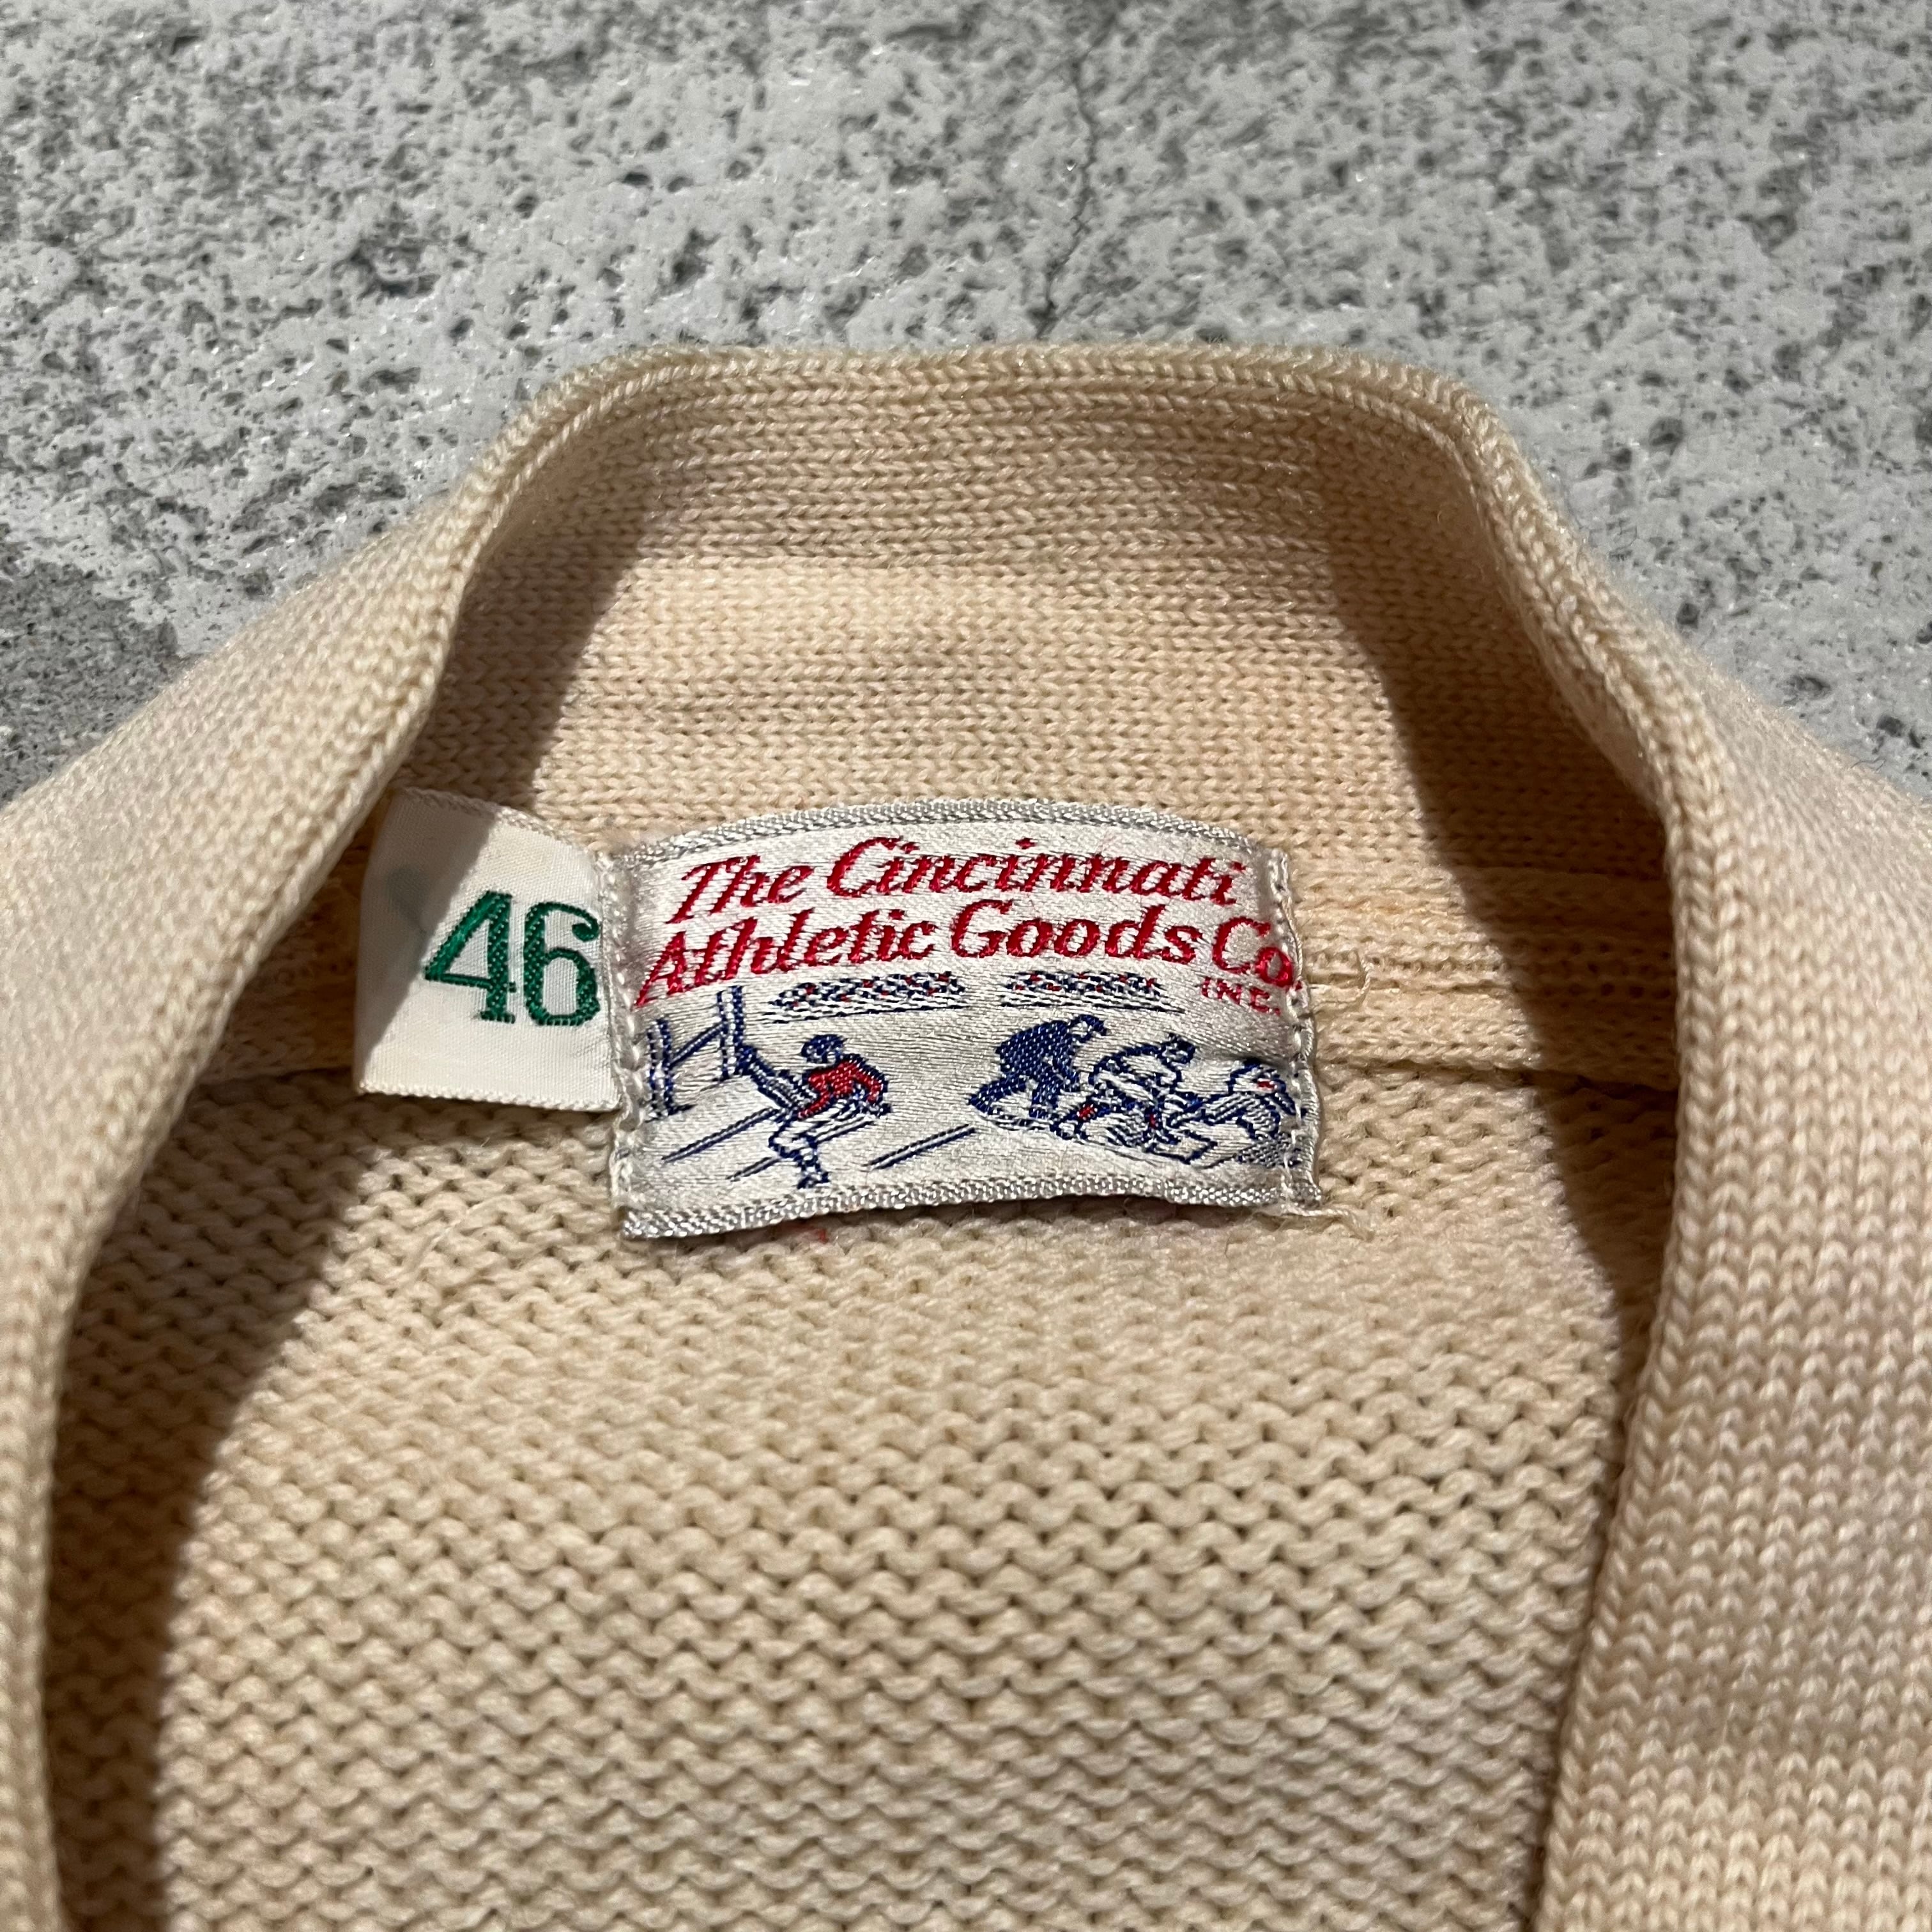 46
The Cincinnati
Athletic Goods Co.
INC.